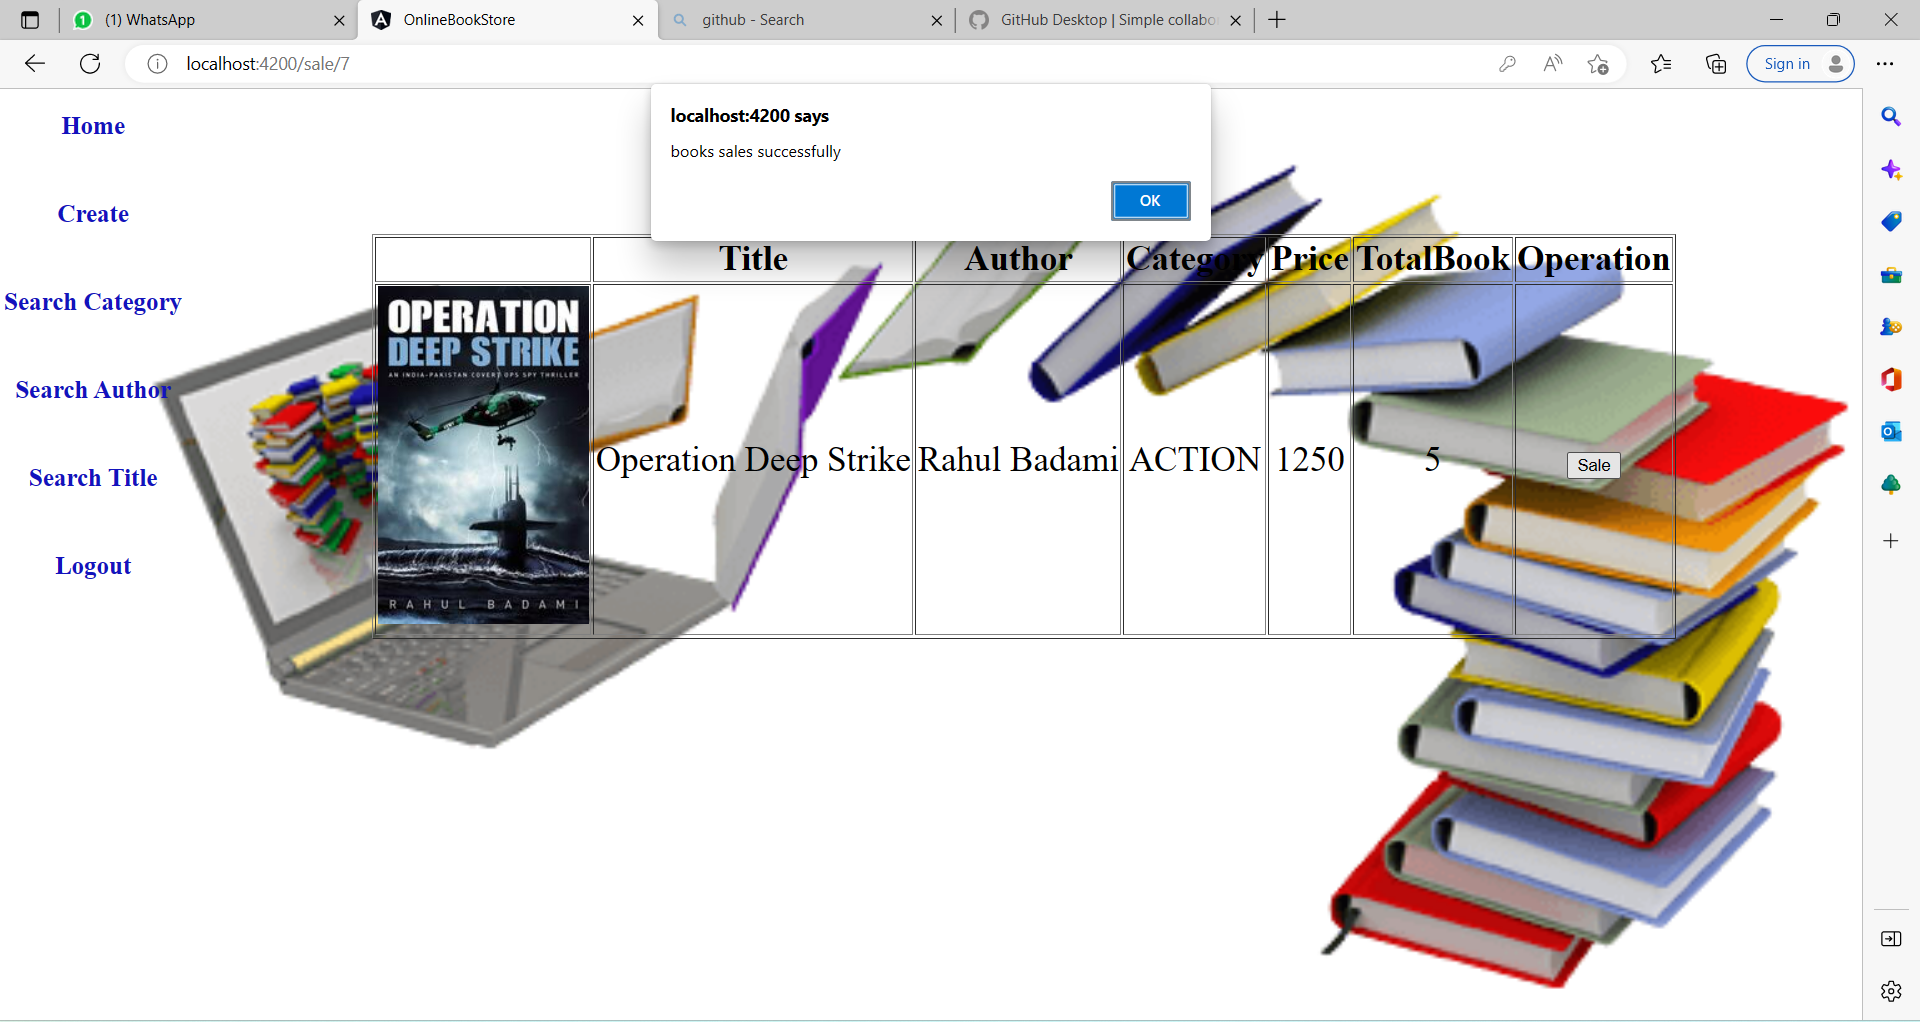 (1) WhatsApp
OnlineBookStore
github - Search
GitHub Desktop | Simple collabo
localhost:4200/sale/7
Sign in
localhost:4200 says
books sales successfully
OK
Home
Create
Search Category
Search Author
Search Title
Logout
Title Author Category Price TotalBook Operation
OPERATION
DEEP STRIKE
AN INDIA-PAKISTAN COVERT OPS SPY THRILLER
RAHUL BADAMI
Operation Deep Strike Rahul Badami ACTION 1250 5 Sale